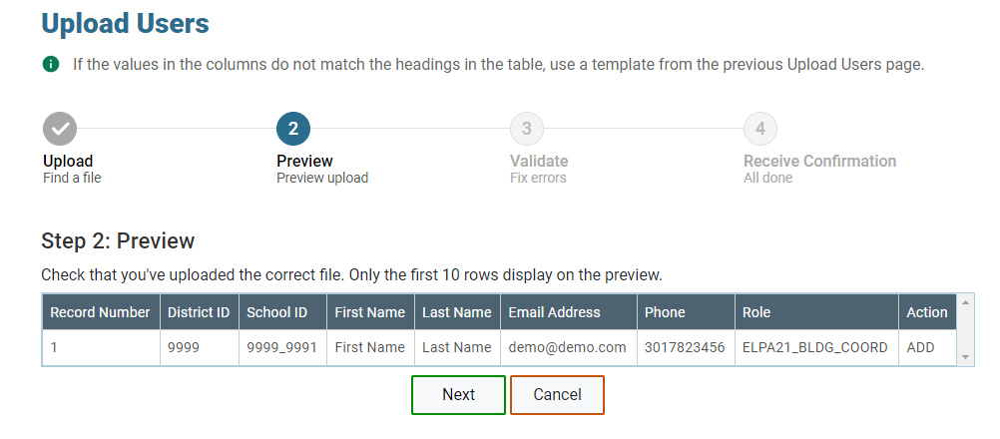 Upload Users
If the values in the columns do not match the headings in the table, use a template from the previous Upload Users page.
2 3 4
Upload Preview Validate Receive Confirmation
Find a file Preview upload Fix errors All done
Step 2: Preview
Check that you've uploaded the correct file. Only the first 10 rows display on the preview.
Record Number District ID School ID First Name Last Name Email Address Phone Role Action
1 9999 9999_9991 First Name Last Name demo@demo.com 3017823456 ELPA21_BLDG_COORD ADD
Next Cancel